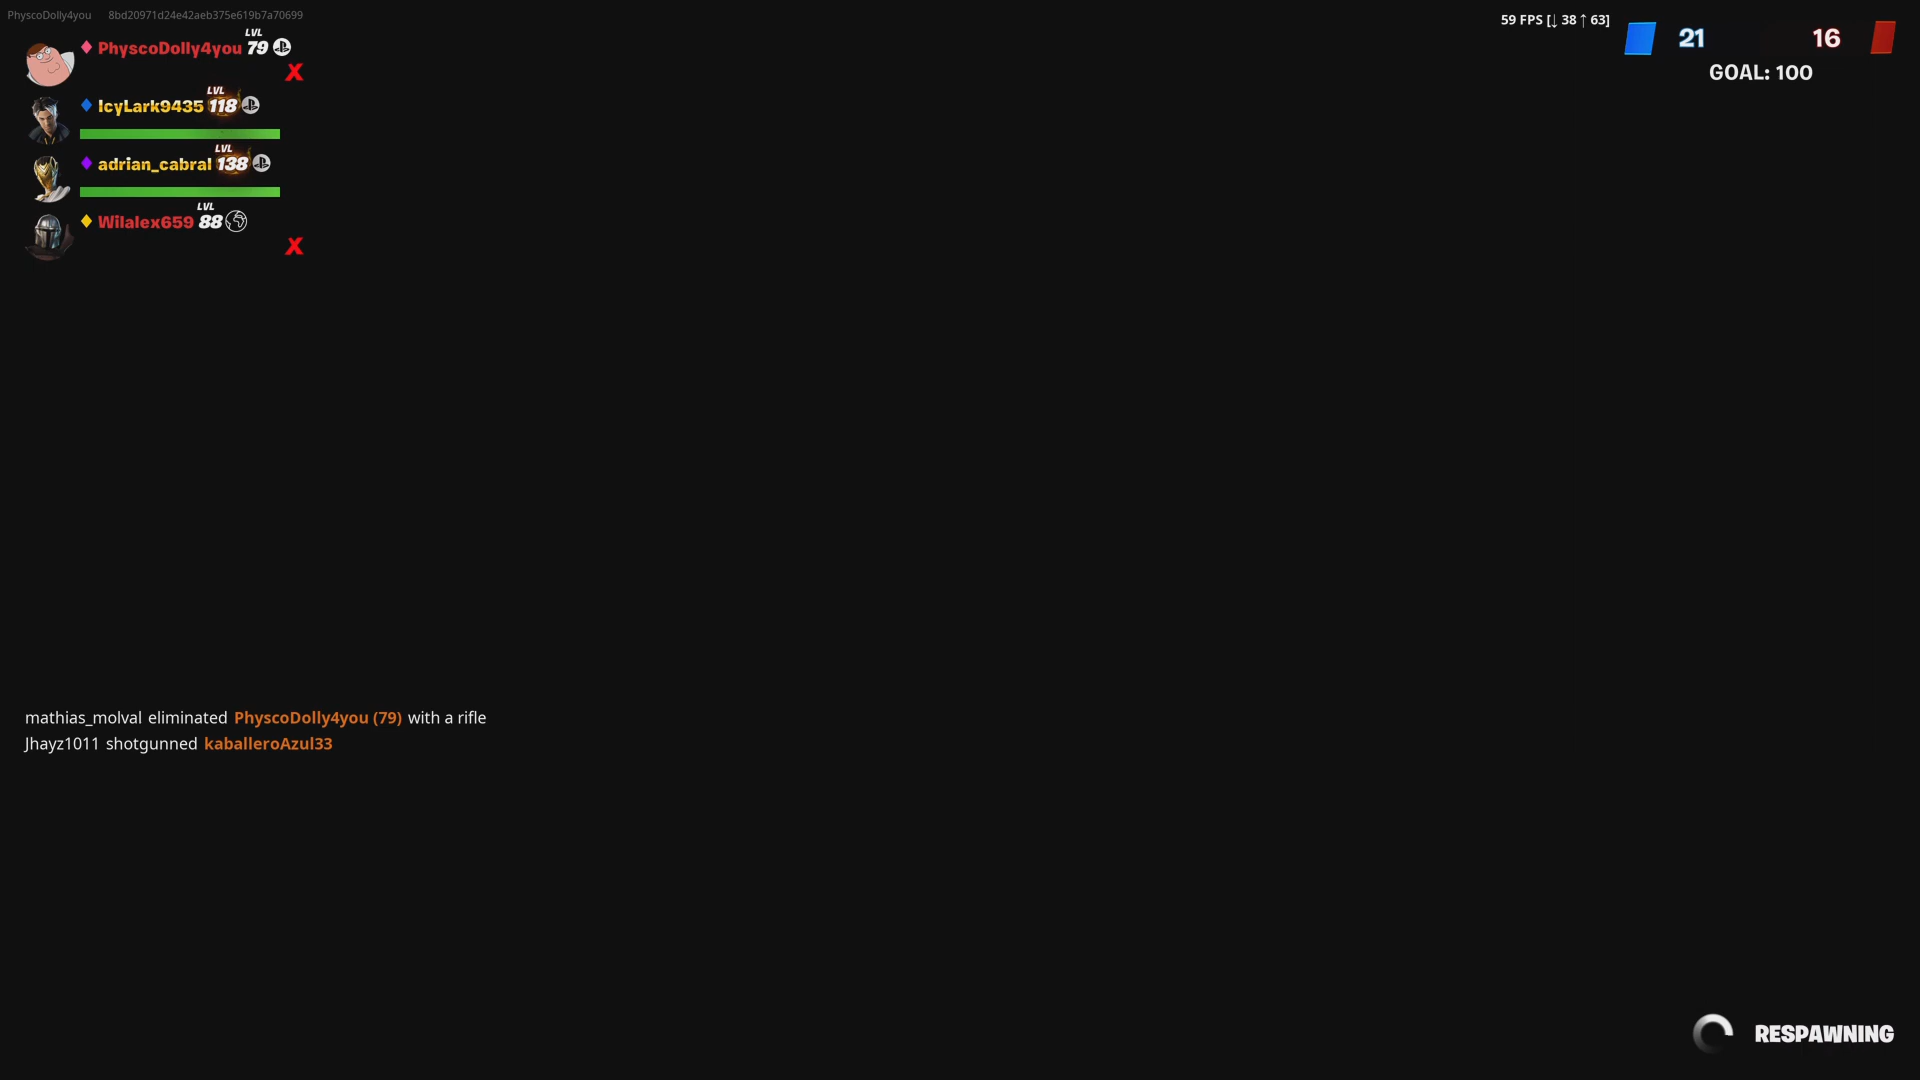 PhyscoDolly4you 8bd20971d24e42aeb375e619b7a70699
LVL
PhyscoDolly4you 79
X
LVL
IcyLark9435 118
LVL
adrian_cabral 138
LVL
Wilalex659 88
X
59 FPS [↓ 38 ↑ 63]
21 16
GOAL: 100
mathias_molval eliminated PhyscoDolly4you (79) with a rifle
Jhayz1011 shotgunned kaballeroAzul33
RESPAWNING